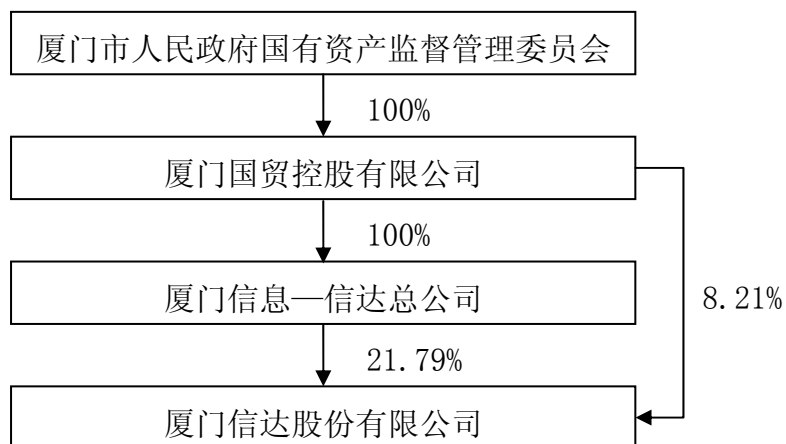 厦门市人民政府国有资产监督管理委员会
100%
厦门国贸控股有限公司
100%
厦门信息—信达总公司
8.21%
21.79%
厦门信达股份有限公司